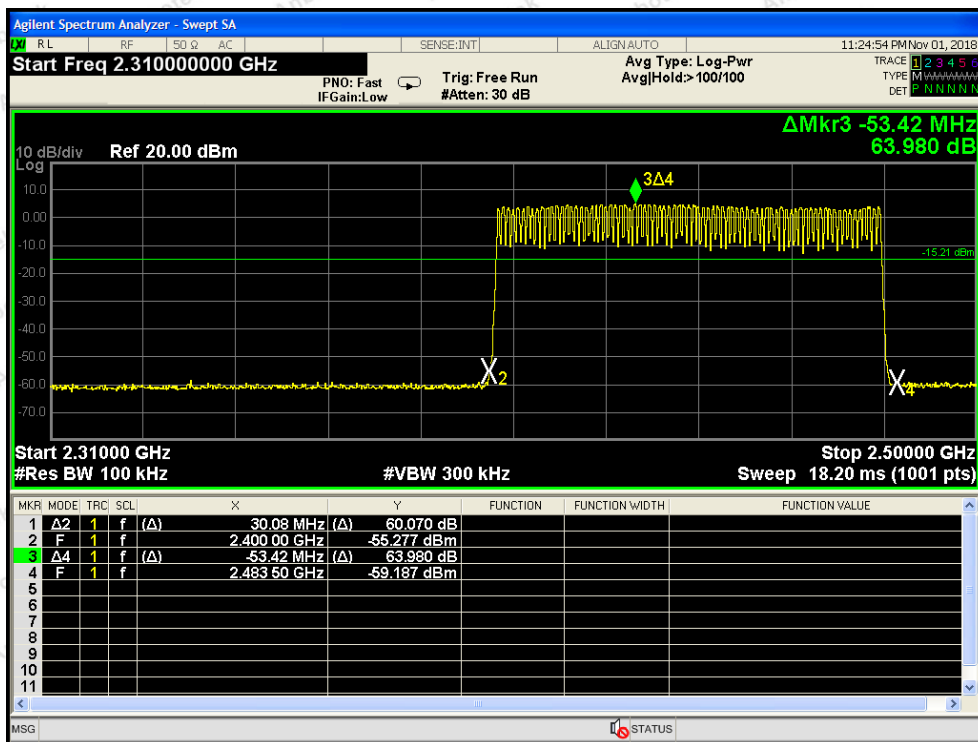 Agilent Spectrum Analyzer - Swept SA
LXI RL RF 50 Ω AC SENSE:INT ALIGN AUTO 11:24:54 PM Nov 01, 2018
Start Freq 2.310000000 GHz
PNO: Fast
IFGain:Low
Trig: Free Run
#Atten: 30 dB
Avg Type: Log-Pwr
Avg|Hold:>100/100
TRACE 1 2 3 4 5 6
TYPE M
DET P N N N N N
ΔMkr3 -53.42 MHz
63.980 dB
10 dB/div Ref 20.00 dBm
Log
3Δ4
10.0
0.00
-10.0
-15.21 dBm
-20.0
-30.0
-40.0
-50.0
X2
-60.0
X4
-70.0
Start 2.31000 GHz Stop 2.50000 GHz
#Res BW 100 kHz #VBW 300 kHz Sweep 18.20 ms (1001 pts)
MKR MODE TRC SCL X Y FUNCTION FUNCTION WIDTH FUNCTION VALUE
1 Δ2 1 f (Δ) 30.08 MHz (Δ) 60.070 dB
2 F 1 f 2.400 00 GHz -55.277 dBm
3 Δ4 1 f (Δ) -53.42 MHz (Δ) 63.980 dB
4 F 1 f 2.483 50 GHz -59.187 dBm
5
6
7
8
9
10
11
MSG STATUS